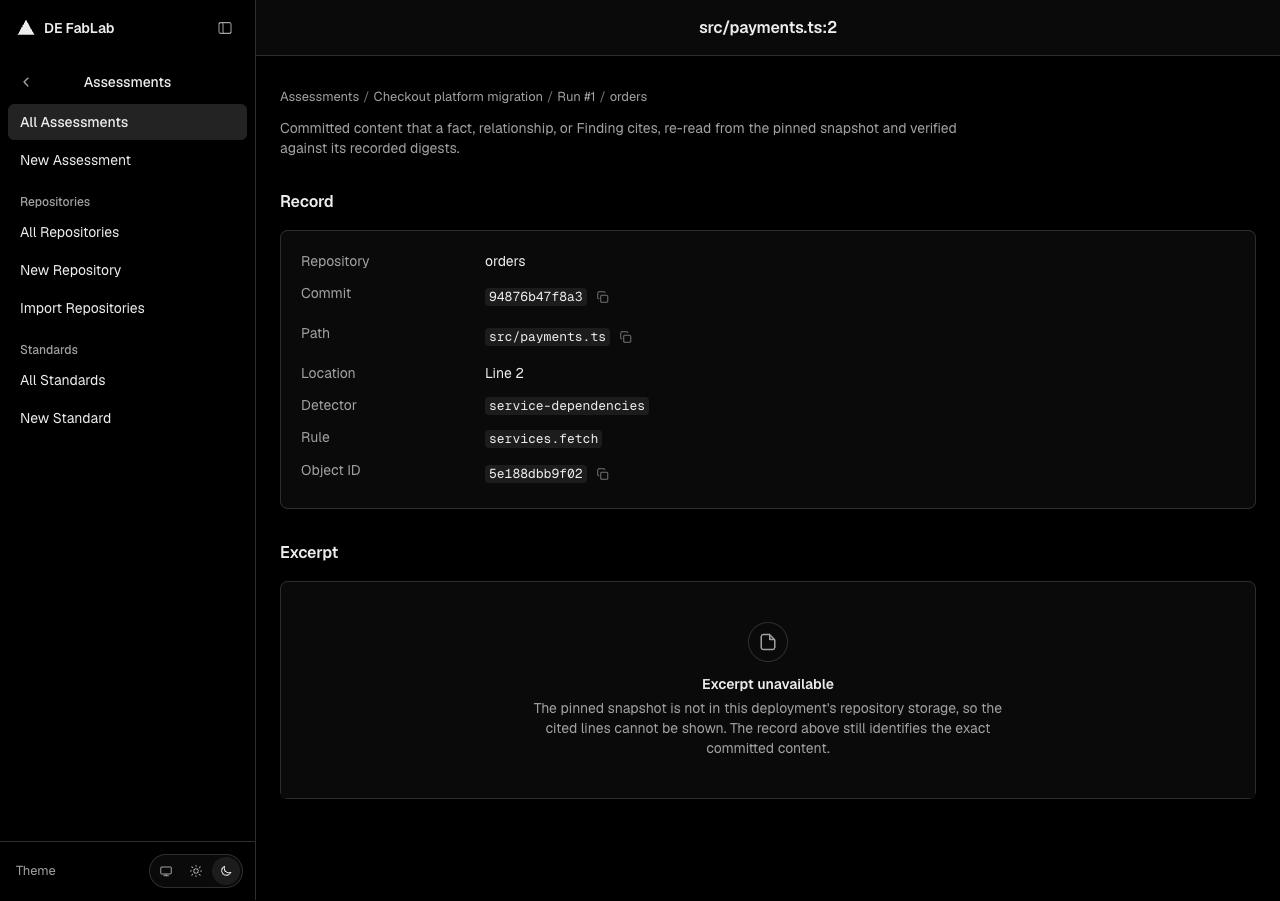 DE FabLab
Assessments
All Assessments
New Assessment
Repositories
All Repositories
New Repository
Import Repositories
Standards
All Standards
New Standard
Theme
src/payments.ts:2
Assessments / Checkout platform migration / Run #1 / orders
Committed content that a fact, relationship, or Finding cites, re-read from the pinned snapshot and verified
against its recorded digests.
Record
Repository orders
Commit 94876b47f8a3
Path src/payments.ts
Location Line 2
Detector service-dependencies
Rule services.fetch
Object ID 5e188dbb9f02
Excerpt
Excerpt unavailable
The pinned snapshot is not in this deployment's repository storage, so the
cited lines cannot be shown. The record above still identifies the exact
committed content.